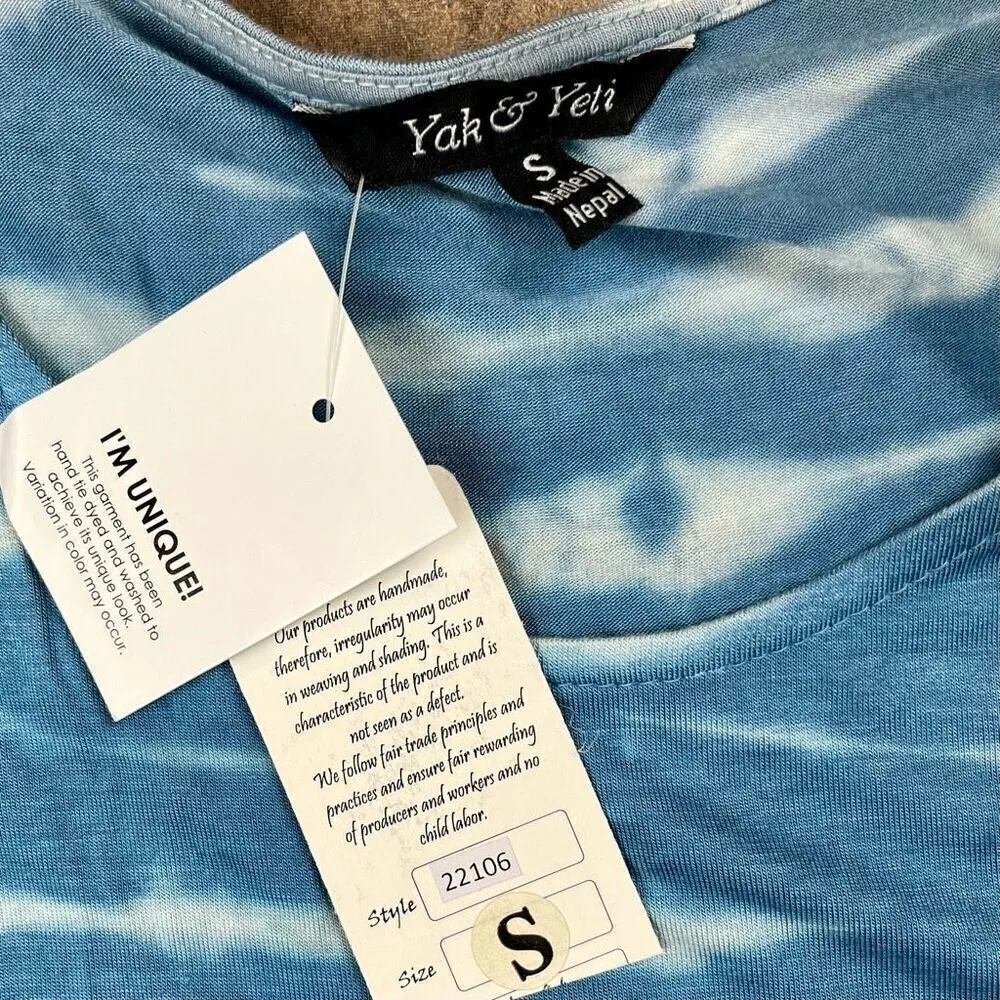 Yak & Yeti
S
Made in
Nepal
I'M UNIQUE!
This garment has been
hand tie dyed and washed to
achieve its unique look.
Variation in color may occur.
Our products are handmade,
therefore, irregularity may occur
in weaving and shading. This is a
characteristic of the product and is
not seen as a defect.
We follow fair trade principles and
practices and ensure fair rewarding
of producers and workers and no
child labor.
Style 22106
Size S